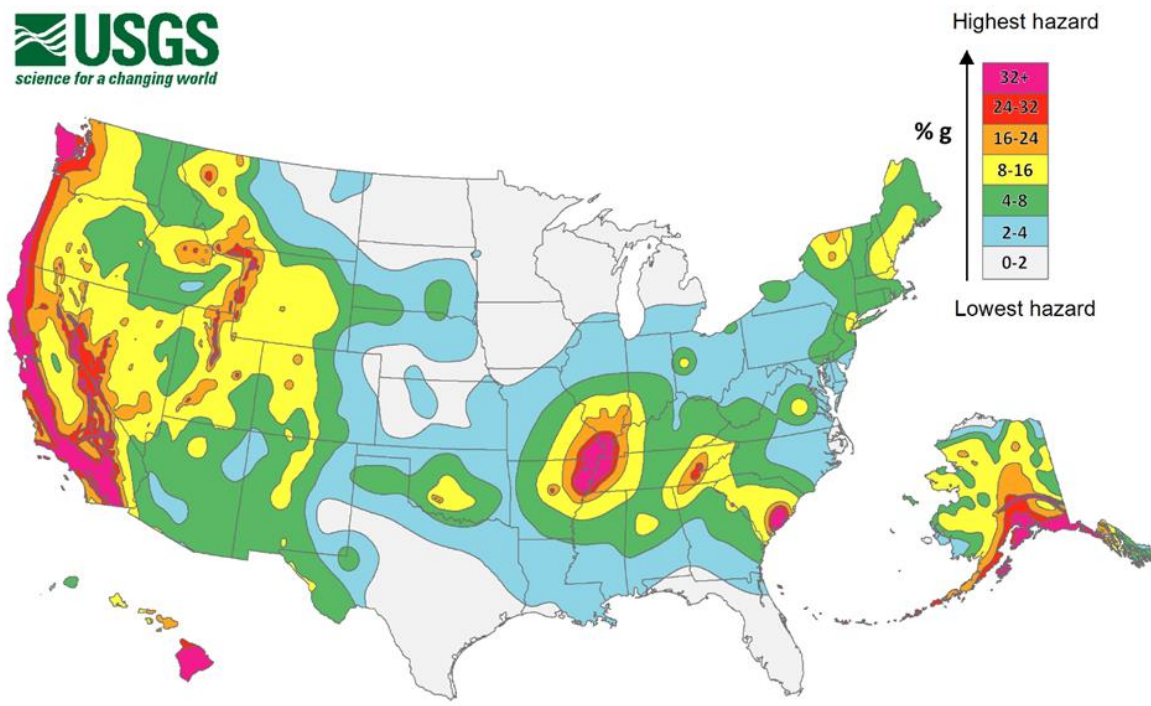 USGS
science for a changing world
Highest hazard
% g
32+
24-32
16-24
8-16
4-8
2-4
0-2
Lowest hazard